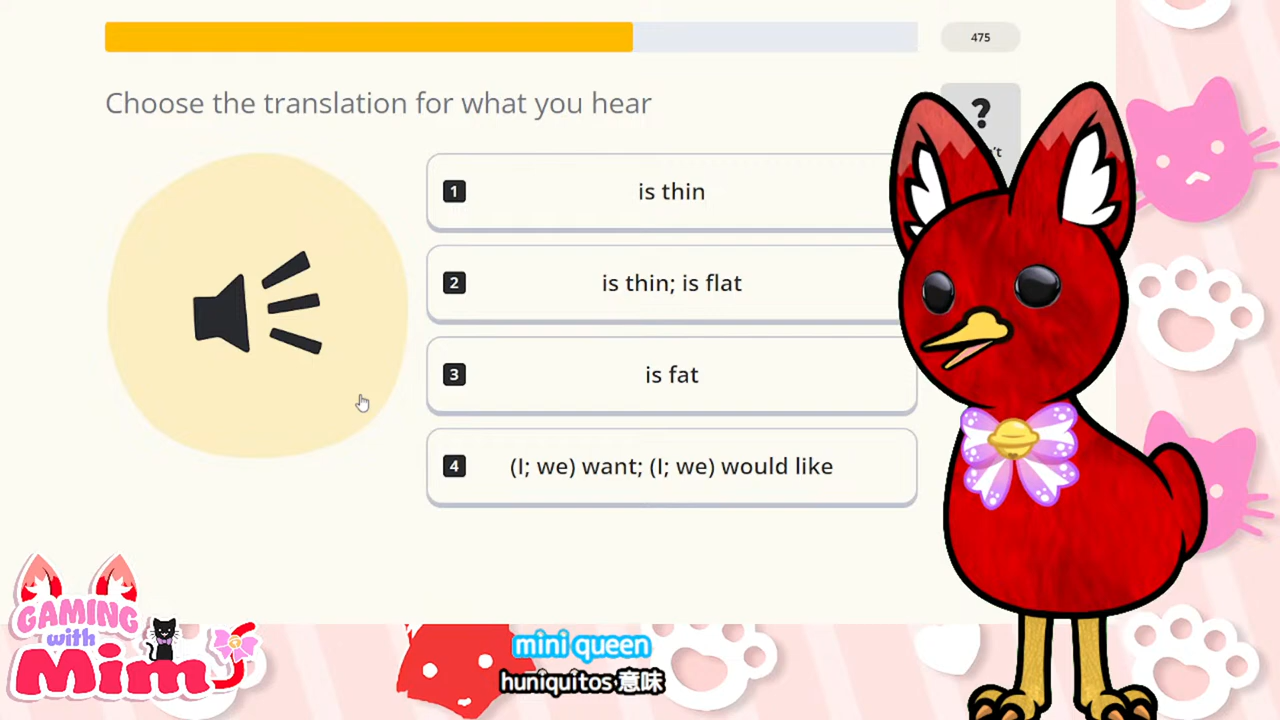 475
Choose the translation for what you hear
?
't
1 is thin
2 is thin; is flat
3 is fat
4 (I; we) want; (I; we) would like
GAMING
with
Mim
mini queen
huniquitos 意味